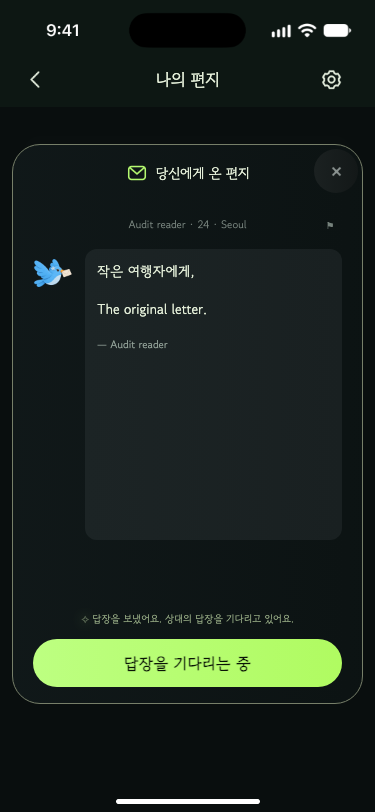 9:41
나의 편지
당신에게 온 편지
Audit reader · 24 · Seoul
작은 여행자에게,
The original letter.
— Audit reader
답장을 보냈어요. 상대의 답장을 기다리고 있어요.
답장을 기다리는 중